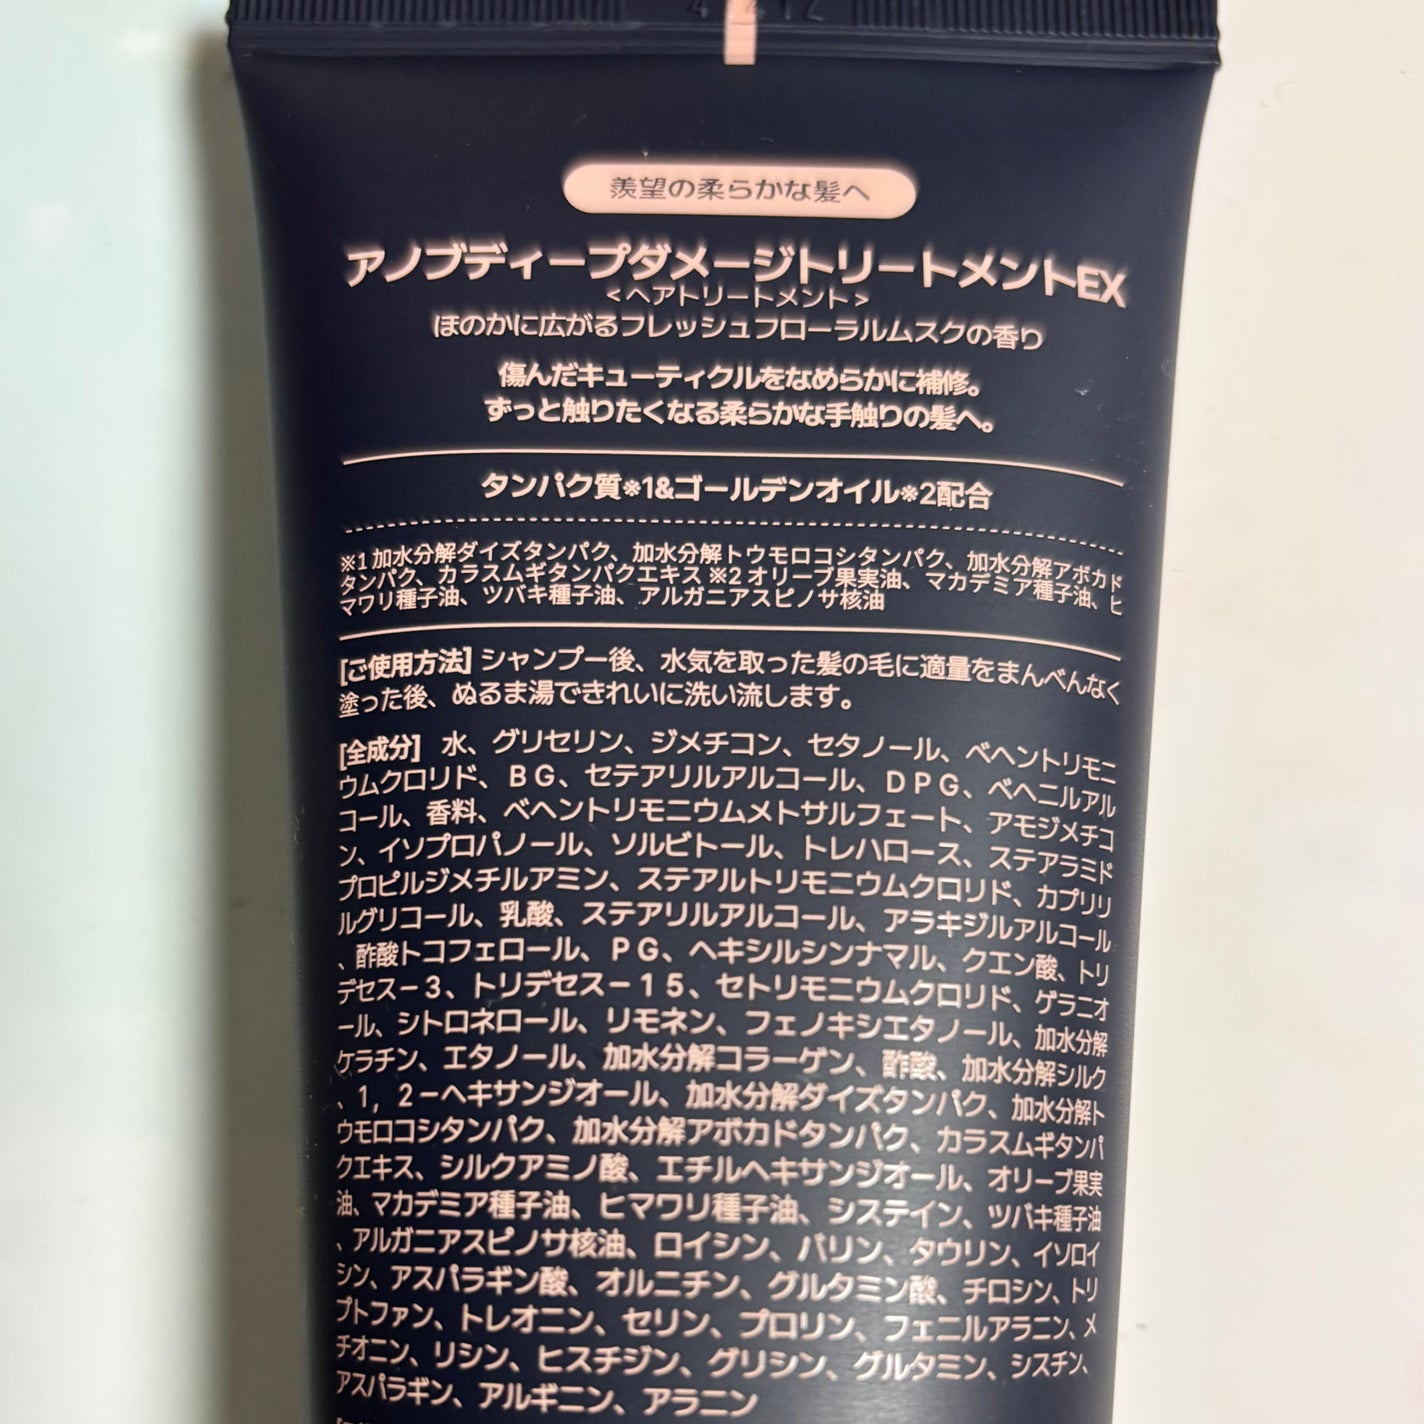 羨望の柔らかな髪へ
アノブディープダメージトリートメントEX
<ヘアトリートメント>
ほのかに広がるフレッシュフローラルムスクの香り
傷んだキューティクルをなめらかに補修。
ずっと触りたくなる柔らかな手触りの髪へ。
タンパク質※1&ゴールデンオイル※2配合
※1 加水分解ダイズタンパク、加水分解トウモロコシタンパク、加水分解アボカド
タンパク、カラスムギタンパクエキス ※2 オリーブ果実油、マカデミア種子油、ヒ
マワリ種子油、ツバキ種子油、アルガニアスピノサ核油
[ご使用方法] シャンプー後、水気を取った髪の毛に適量をまんべんなく
塗った後、ぬるま湯できれいに洗い流します。
[全成分] 水、グリセリン、ジメチコン、セタノール、ベヘントリモニ
ウムクロリド、BG、セテアリルアルコール、DPG、ベヘニルアル
コール、香料、ベヘントリモニウムメトサルフェート、アモジメチコ
ン、イソプロパノール、ソルビトール、トレハロース、ステアラミド
プロピルジメチルアミン、ステアルトリモニウムクロリド、カプリリ
ルグリコール、乳酸、ステアリルアルコール、アラキジルアルコール
、酢酸トコフェロール、PG、ヘキシルシンナマル、クエン酸、トリ
デセス－3、トリデセス－15、セトリモニウムクロリド、ゲラニオ
ール、シトロネロール、リモネン、フェノキシエタノール、加水分解
ケラチン、エタノール、加水分解コラーゲン、酢酸、加水分解シルク
、1，2－ヘキサンジオール、加水分解ダイズタンパク、加水分解ト
ウモロコシタンパク、加水分解アボカドタンパク、カラスムギタンパ
クエキス、シルクアミノ酸、エチルヘキサンジオール、オリーブ果実
油、マカデミア種子油、ヒマワリ種子油、システイン、ツバキ種子油
、アルガニアスピノサ核油、ロイシン、バリン、タウリン、イソロイ
シン、アスパラギン酸、オルニチン、グルタミン酸、チロシン、トリ
プトファン、トレオニン、セリン、プロリン、フェニルアラニン、メ
チオニン、リシン、ヒスチジン、グリシン、グルタミン、シスチン、
アスパラギン、アルギニン、アラニン